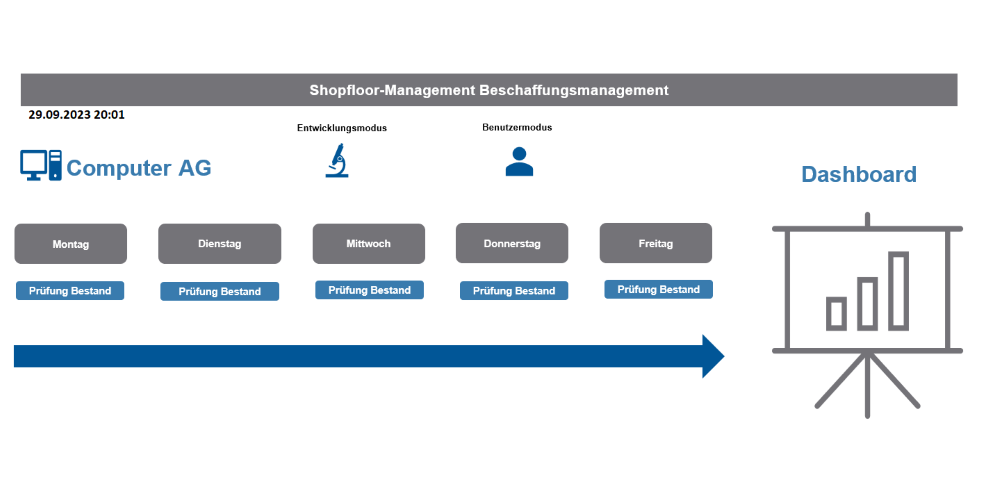 Shopfloor-Management Beschaffungsmanagement
29.09.2023 20:01
Entwicklungsmodus
Benutzermodus
Computer AG
Dashboard
Montag
Dienstag
Mittwoch
Donnerstag
Freitag
Prüfung Bestand
Prüfung Bestand
Prüfung Bestand
Prüfung Bestand
Prüfung Bestand